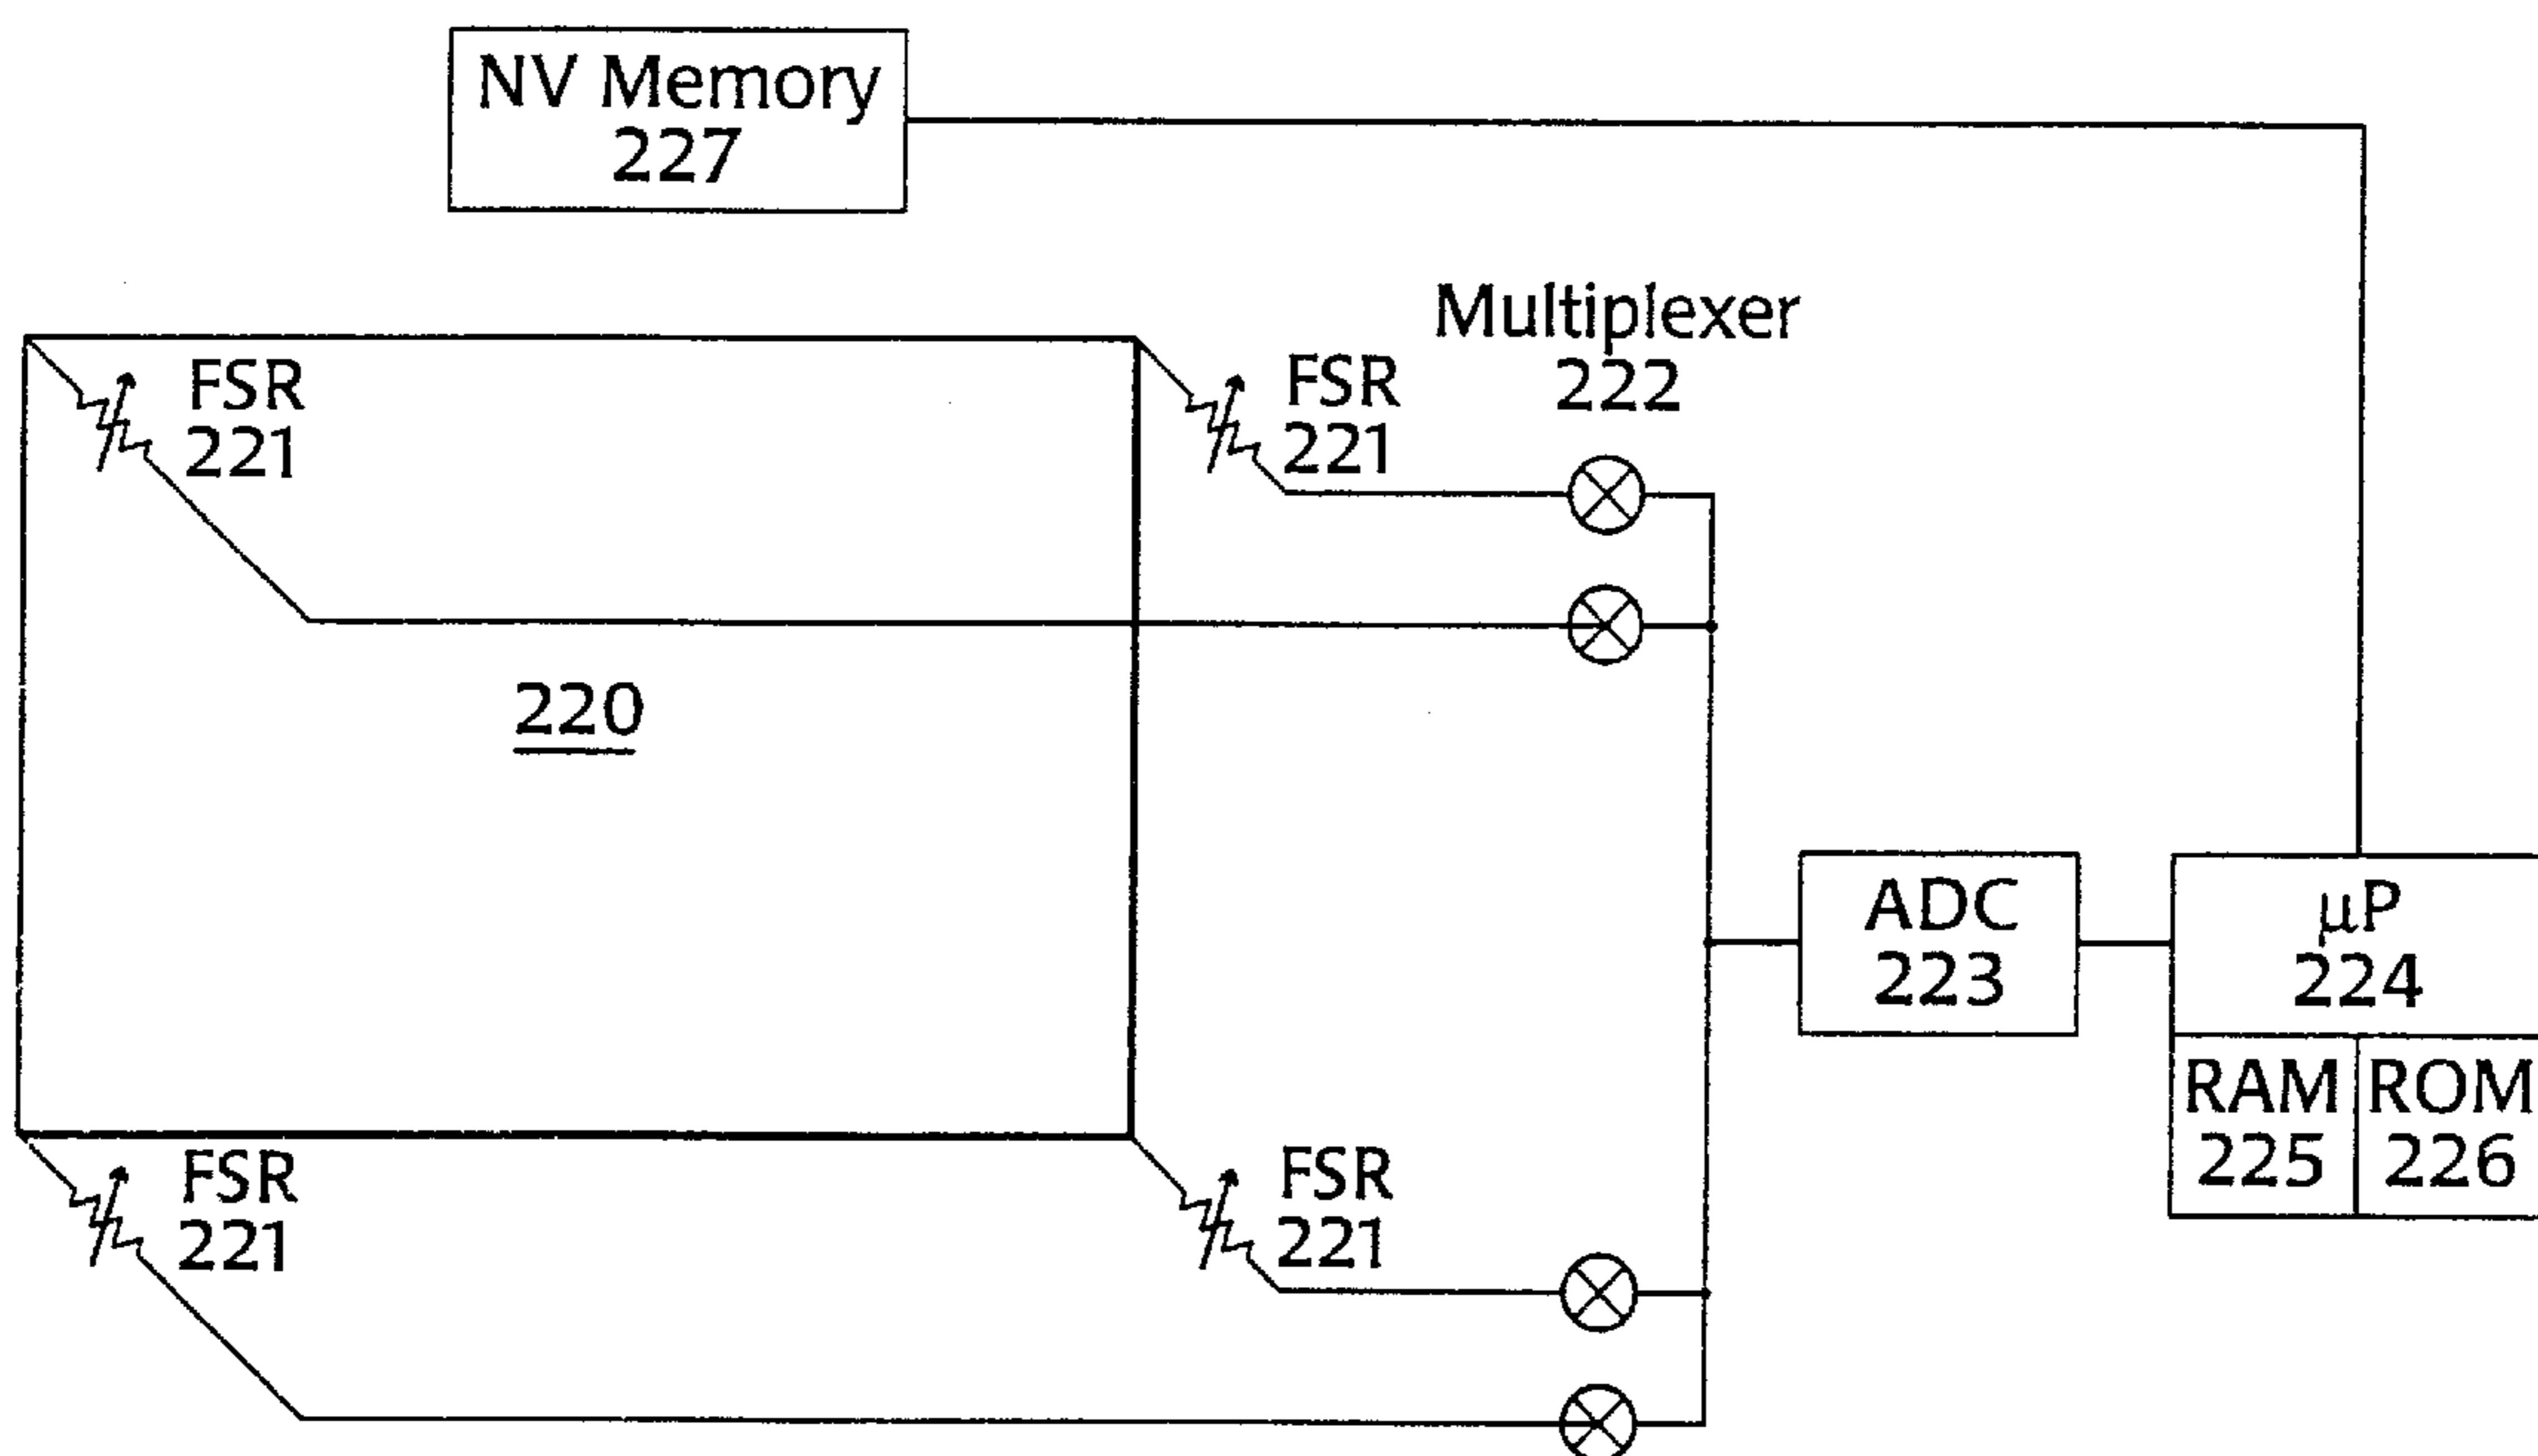 NV Memory
227
Multiplexer
222
FSR
221
FSR
221
220
ADC
223
µP
224
RAM
225
ROM
226
FSR
221
FSR
221